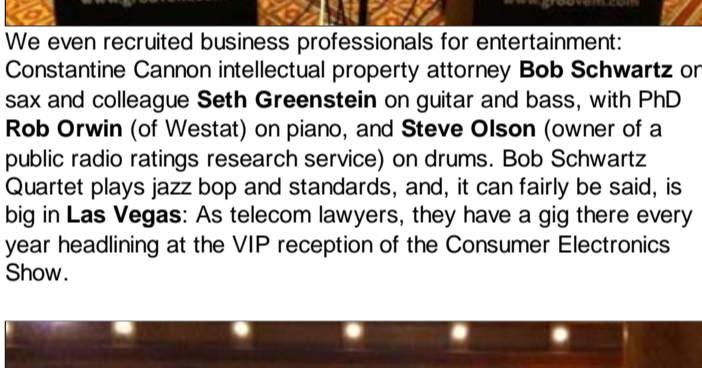 We even recruited business professionals for entertainment:
Constantine Cannon intellectual property attorney Bob Schwartz on
sax and colleague Seth Greenstein on guitar and bass, with PhD
Rob Orwin (of Westat) on piano, and Steve Olson (owner of a
public radio ratings research service) on drums. Bob Schwartz
Quartet plays jazz bop and standards, and, it can fairly be said, is
big in Las Vegas: As telecom lawyers, they have a gig there every
year headlining at the VIP reception of the Consumer Electronics
Show.